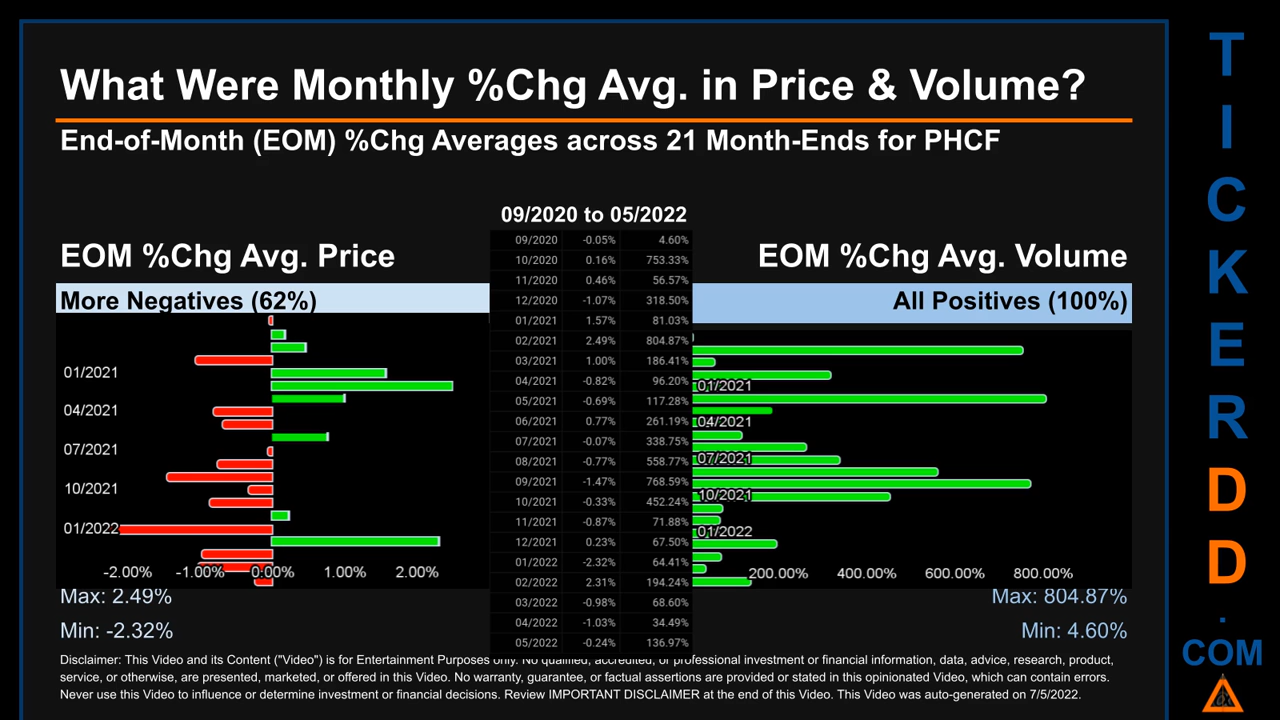 What Were Monthly %Chg Avg. in Price & Volume?
End-of-Month (EOM) %Chg Averages across 21 Month-Ends for PHCF
09/2020 to 05/2022
EOM %Chg Avg. Price
More Negatives (62%)
01/2021
04/2021
07/2021
10/2021
01/2022
-2.00% -1.00% 0.00% 1.00% 2.00%
Max: 2.49%
Min: -2.32%
09/2020 -0.05% 4.60%
10/2020 0.16% 753.33%
11/2020 0.46% 56.57%
12/2020 -1.07% 318.50%
01/2021 1.57% 81.03%
02/2021 2.49% 804.87%
03/2021 1.00% 186.41%
04/2021 -0.82% 96.20%
05/2021 -0.69% 117.28%
06/2021 0.77% 261.19%
07/2021 -0.07% 338.75%
08/2021 -0.77% 558.77%
09/2021 -1.47% 768.59%
10/2021 -0.33% 452.24%
11/2021 -0.87% 71.88%
12/2021 0.23% 67.50%
01/2022 -2.32% 64.41%
02/2022 2.31% 194.24%
03/2022 -0.98% 68.60%
04/2022 -1.03% 34.49%
05/2022 -0.24% 136.97%
EOM %Chg Avg. Volume
All Positives (100%)
01/2021
04/2021
07/2021
10/2021
01/2022
200.00% 400.00% 600.00% 800.00%
Max: 804.87%
Min: 4.60%
Disclaimer: This Video and its Content ("Video") is for Entertainment Purposes only. No qualified, accredited, or professional investment or financial information, data, advice, research, product,
service, or otherwise, are presented, marketed, or offered in this Video. No warranty, guarantee, or factual assertions are provided or stated in this opinionated Video, which can contain errors.
Never use this Video to influence or determine investment or financial decisions. Review IMPORTANT DISCLAIMER at the end of this Video. This Video was auto-generated on 7/5/2022.
T
I
C
K
E
R
D
D
.
COM